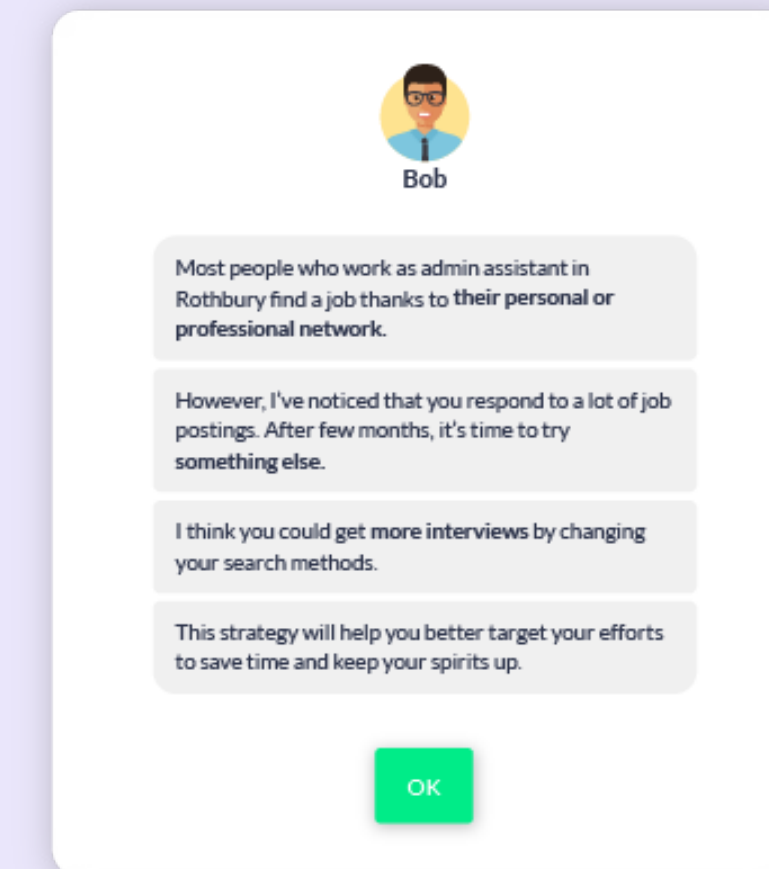 Bob
Most people who work as admin assistant in
Rothbury find a job thanks to their personal or
professional network.
However, I've noticed that you respond to a lot of job
postings. After few months, it's time to try
something else.
I think you could get more interviews by changing
your search methods.
This strategy will help you better target your efforts
to save time and keep your spirits up.
OK